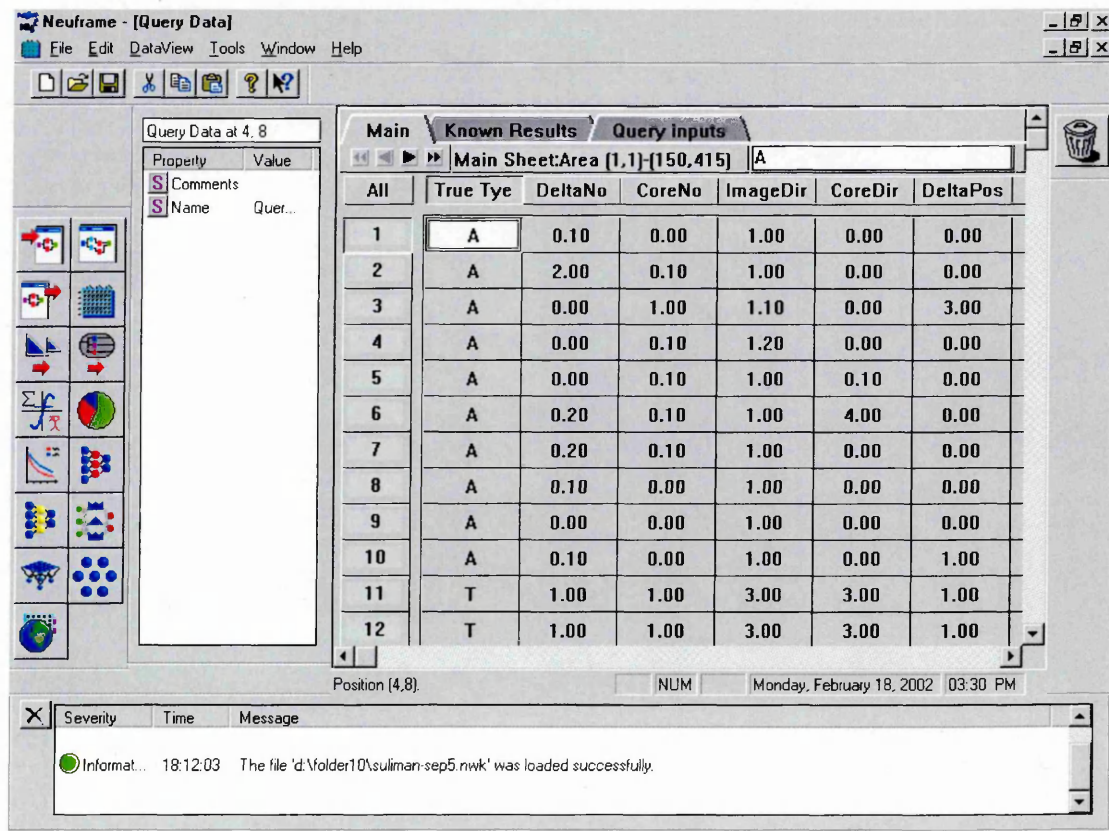 Neuframe - [Query Data]
File Edit DataView Tools Window Help
Query Data at 4, 8
Property Value
S Comments
S Name Quer...
Main Known Results Query inputs
Main Sheet:Area (1,1)-(150,415) A
All True Tye DeltaNo CoreNo ImageDir CoreDir DeltaPos
1 A 0.10 0.00 1.00 0.00 0.00
2 A 2.00 0.10 1.00 0.00 0.00
3 A 0.00 1.00 1.10 0.00 3.00
4 A 0.00 0.10 1.20 0.00 0.00
5 A 0.00 0.10 1.00 0.10 0.00
6 A 0.20 0.10 1.00 4.00 0.00
7 A 0.20 0.10 1.00 0.00 0.00
8 A 0.10 0.00 1.00 0.00 0.00
9 A 0.00 0.00 1.00 0.00 0.00
10 A 0.10 0.00 1.00 0.00 1.00
11 T 1.00 1.00 3.00 3.00 1.00
12 T 1.00 1.00 3.00 3.00 1.00
Position (4,8). NUM Monday, February 18, 2002 03:30 PM
Severity Time Message
Informat... 18:12:03 The file 'd:\folder10\suliman-sep5.nwk' was loaded successfully.